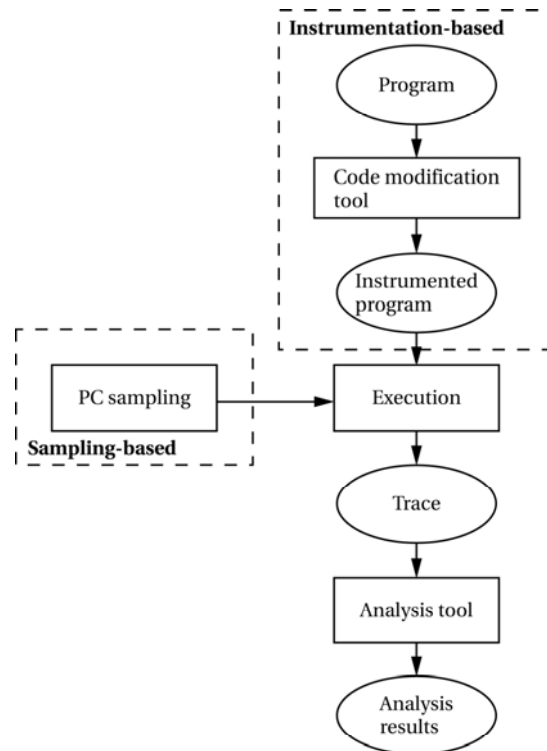 Instrumentation-based
Program
Code modification
tool
Instrumented
program
PC sampling
Sampling-based
Execution
Trace
Analysis tool
Analysis
results